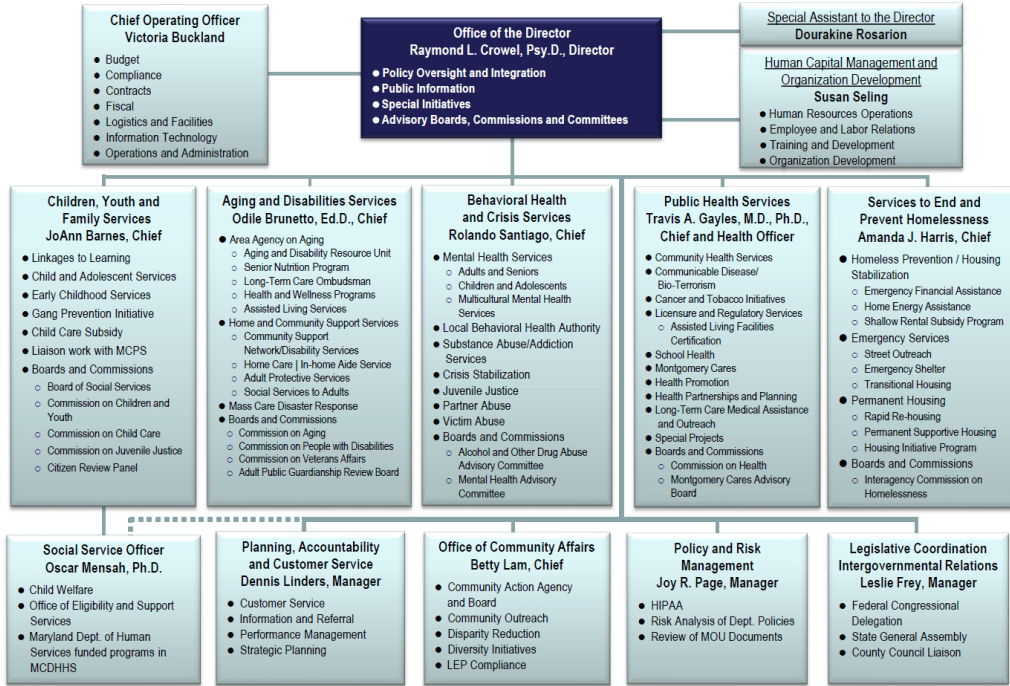 Chief Operating Officer
Victoria Buckland
● Budget
● Compliance
● Contracts
● Fiscal
● Logistics and Facilities
● Information Technology
● Operations and Administration
Office of the Director
Raymond L. Crowel, Psy.D., Director
● Policy Oversight and Integration
● Public Information
● Special Initiatives
● Advisory Boards, Commissions and Committees
Special Assistant to the Director
Dourakine Rosarion
Human Capital Management and
Organization Development
Susan Seling
● Human Resources Operations
● Employee and Labor Relations
● Training and Development
● Organization Development
Children, Youth and
Family Services
JoAnn Barnes, Chief
● Linkages to Learning
● Child and Adolescent Services
● Early Childhood Services
● Gang Prevention Initiative
● Child Care Subsidy
● Liaison work with MCPS
● Boards and Commissions
○ Board of Social Services
○ Commission on Children and
Youth
○ Commission on Child Care
○ Commission on Juvenile Justice
○ Citizen Review Panel
Aging and Disabilities Services
Odile Brunetto, Ed.D., Chief
● Area Agency on Aging
○ Aging and Disability Resource Unit
○ Senior Nutrition Program
○ Long-Term Care Ombudsman
○ Health and Wellness Programs
○ Assisted Living Services
● Home and Community Support Services
○ Community Support
Network/Disability Services
○ Home Care | In-home Aide Service
○ Adult Protective Services
○ Social Services to Adults
● Mass Care Disaster Response
● Boards and Commissions
○ Commission on Aging
○ Commission on People with Disabilities
○ Commission on Veterans Affairs
○ Adult Public Guardianship Review Board
Behavioral Health
and Crisis Services
Rolando Santiago, Chief
● Mental Health Services
○ Adults and Seniors
○ Children and Adolescents
○ Multicultural Mental Health
Services
● Local Behavioral Health Authority
● Substance Abuse/Addiction
Services
● Crisis Stabilization
● Juvenile Justice
● Partner Abuse
● Victim Abuse
● Boards and Commissions
○ Alcohol and Other Drug Abuse
Advisory Committee
○ Mental Health Advisory
Committee
Public Health Services
Travis A. Gayles, M.D., Ph.D.,
Chief and Health Officer
● Community Health Services
● Communicable Disease/
Bio-Terrorism
● Cancer and Tobacco Initiatives
● Licensure and Regulatory Services
○ Assisted Living Facilities
Certification
● School Health
● Montgomery Cares
● Health Promotion
● Health Partnerships and Planning
● Long-Term Care Medical Assistance
and Outreach
● Special Projects
● Boards and Commissions
○ Commission on Health
○ Montgomery Cares Advisory
Board
Services to End and
Prevent Homelessness
Amanda J. Harris, Chief
● Homeless Prevention / Housing
Stabilization
○ Emergency Financial Assistance
○ Home Energy Assistance
○ Shallow Rental Subsidy Program
● Emergency Services
○ Street Outreach
○ Emergency Shelter
○ Transitional Housing
● Permanent Housing
○ Rapid Re-housing
○ Permanent Supportive Housing
○ Housing Initiative Program
● Boards and Commissions
○ Interagency Commission on
Homelessness
Social Service Officer
Oscar Mensah, Ph.D.
● Child Welfare
● Office of Eligibility and Support
Services
● Maryland Dept. of Human
Services funded programs in
MCDHHS
Planning, Accountability
and Customer Service
Dennis Linders, Manager
● Customer Service
● Information and Referral
● Performance Management
● Strategic Planning
Office of Community Affairs
Betty Lam, Chief
● Community Action Agency
and Board
● Community Outreach
● Disparity Reduction
● Diversity Initiatives
● LEP Compliance
Policy and Risk
Management
Joy R. Page, Manager
● HIPAA
● Risk Analysis of Dept. Policies
● Review of MOU Documents
Legislative Coordination
Intergovernmental Relations
Leslie Frey, Manager
● Federal Congressional
Delegation
● State General Assembly
● County Council Liaison